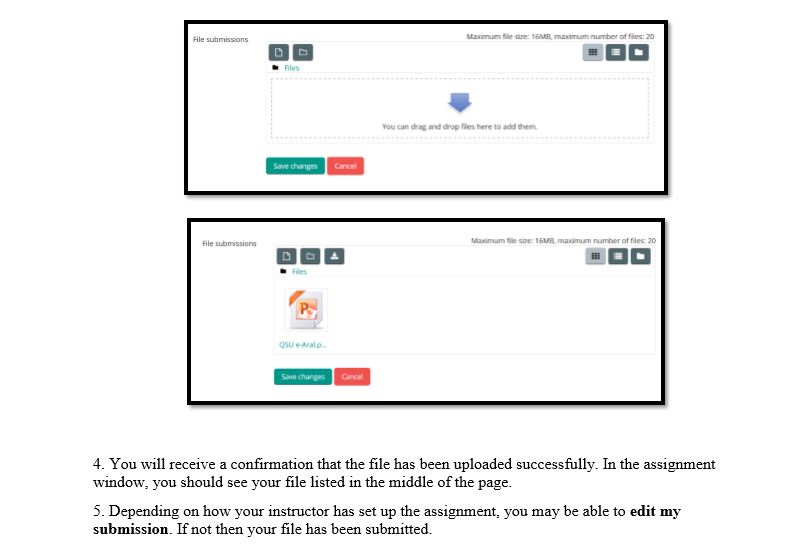 File submissions
Maximum file size: 16MB, maximum number of files: 20
Files
You can drag and drop files here to add them.
Save changes Cancel
File submissions
Maximum file size: 16MB, maximum number of files: 20
Files
QSU e-Aral.p...
Save changes Cancel
4. You will receive a confirmation that the file has been uploaded successfully. In the assignment
window, you should see your file listed in the middle of the page.
5. Depending on how your instructor has set up the assignment, you may be able to edit my
submission. If not then your file has been submitted.